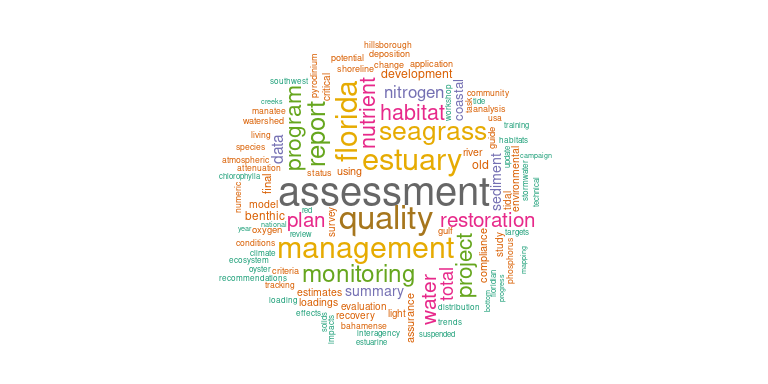 hillsborough
deposition
potential
change
application
shoreline
development
southwest
pyrodinium
critical
nitrogen
coastal
community
creeks
program
report
florida
nutrient
habitat
workshop
task
tide
analysis
manatee
watershed
seagrass
guide
usa
training
living
data
estuary
habitats
species
river
update
campaign
atmospheric
status
using
old
sediment
environmental
attenuation
chlorophylla
final
assessment
tidal
stormwater
technical
numeric
model
red
survey
quality
benthic
plan
restoration
national
year
oxygen
review
gulf
project
compliance
study
targets
conditions
management
climate
phosphorus
mapping
ecosystem
oyster
criteria
monitoring
water
total
floridian
progress
bottom
recommendations
tracking
estimates
summary
loading
loadings
evaluation
assurance
distribution
effects
solids
impacts
recovery
light
trends
bahamense
interagency
suspended
estuarine